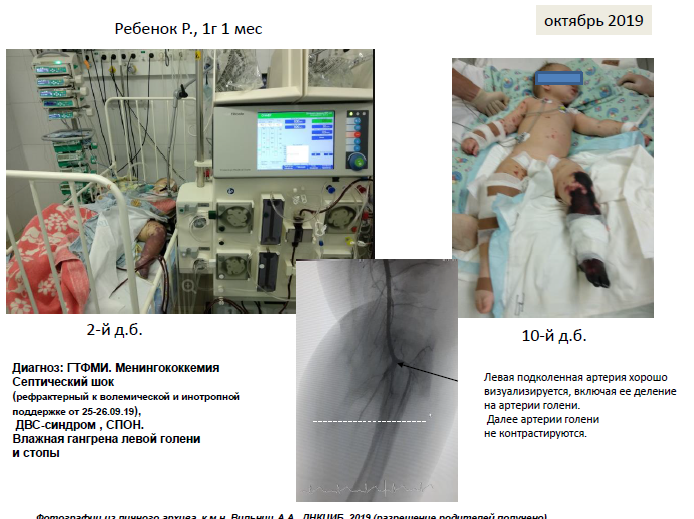 Ребенок Р., 1г 1 мес
октябрь 2019
2-й д.б.
10-й д.б.
Диагноз: ГТФМИ. Менингококкемия
Септический шок
(рефрактерный к волемической и инотропной
поддержке от 25-26.09.19),
ДВС-синдром , СПОН.
Влажная гангрена левой голени
и стопы
Левая подколенная артерия хорошо
визуализируется, включая ее деление
на артерии голени.
Далее артерии голени
не контрастируются.
Фотографии из личного архива к.м.н. Вильниц А.А., ДНКЦИБ, 2019 (разрешение родителей получено)